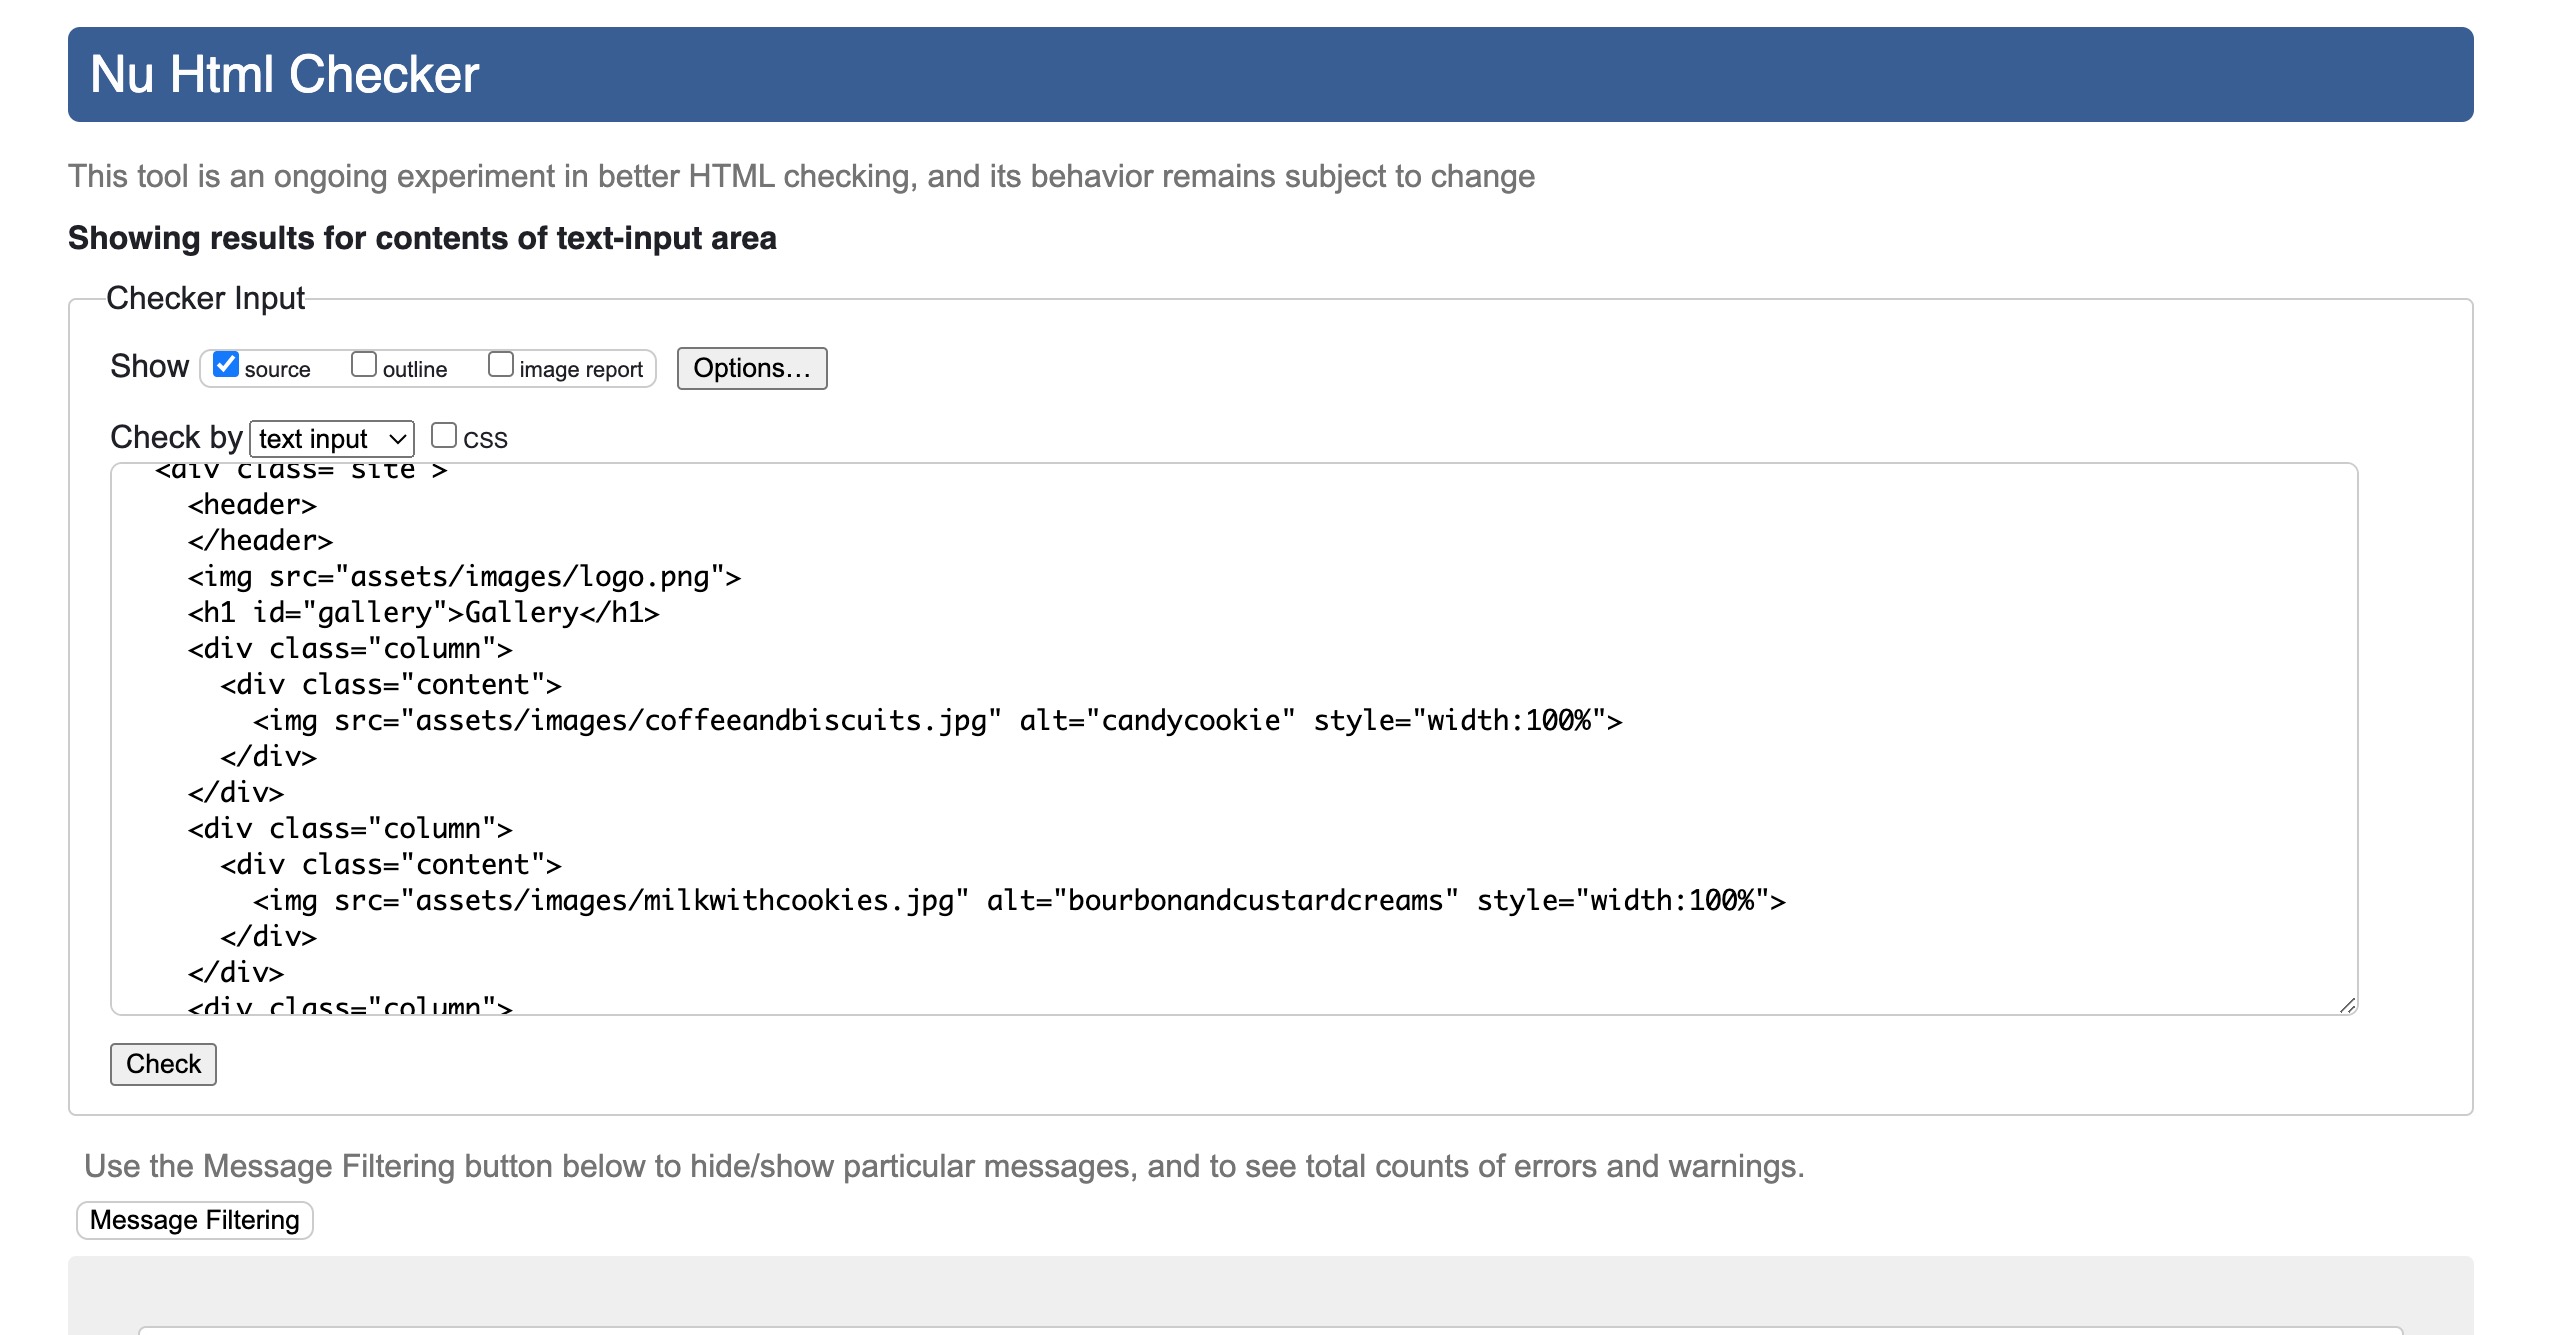 Nu Html Checker
This tool is an ongoing experiment in better HTML checking, and its behavior remains subject to change
Showing results for contents of text-input area
Checker Input
Show source outline image report Options...
Check by text input CSS
<div class="site">
<header>
</header>
<img src="assets/images/logo.png">
<h1 id="gallery">Gallery</h1>
<div class="column">
<div class="content">
<img src="assets/images/coffeeandbiscuits.jpg" alt="candycookie" style="width:100%">
</div>
</div>
<div class="column">
<div class="content">
<img src="assets/images/milkwithcookies.jpg" alt="bourbonandcustardcreams" style="width:100%">
</div>
</div>
<div class="column">
Check
Use the Message Filtering button below to hide/show particular messages, and to see total counts of errors and warnings.
Message Filtering